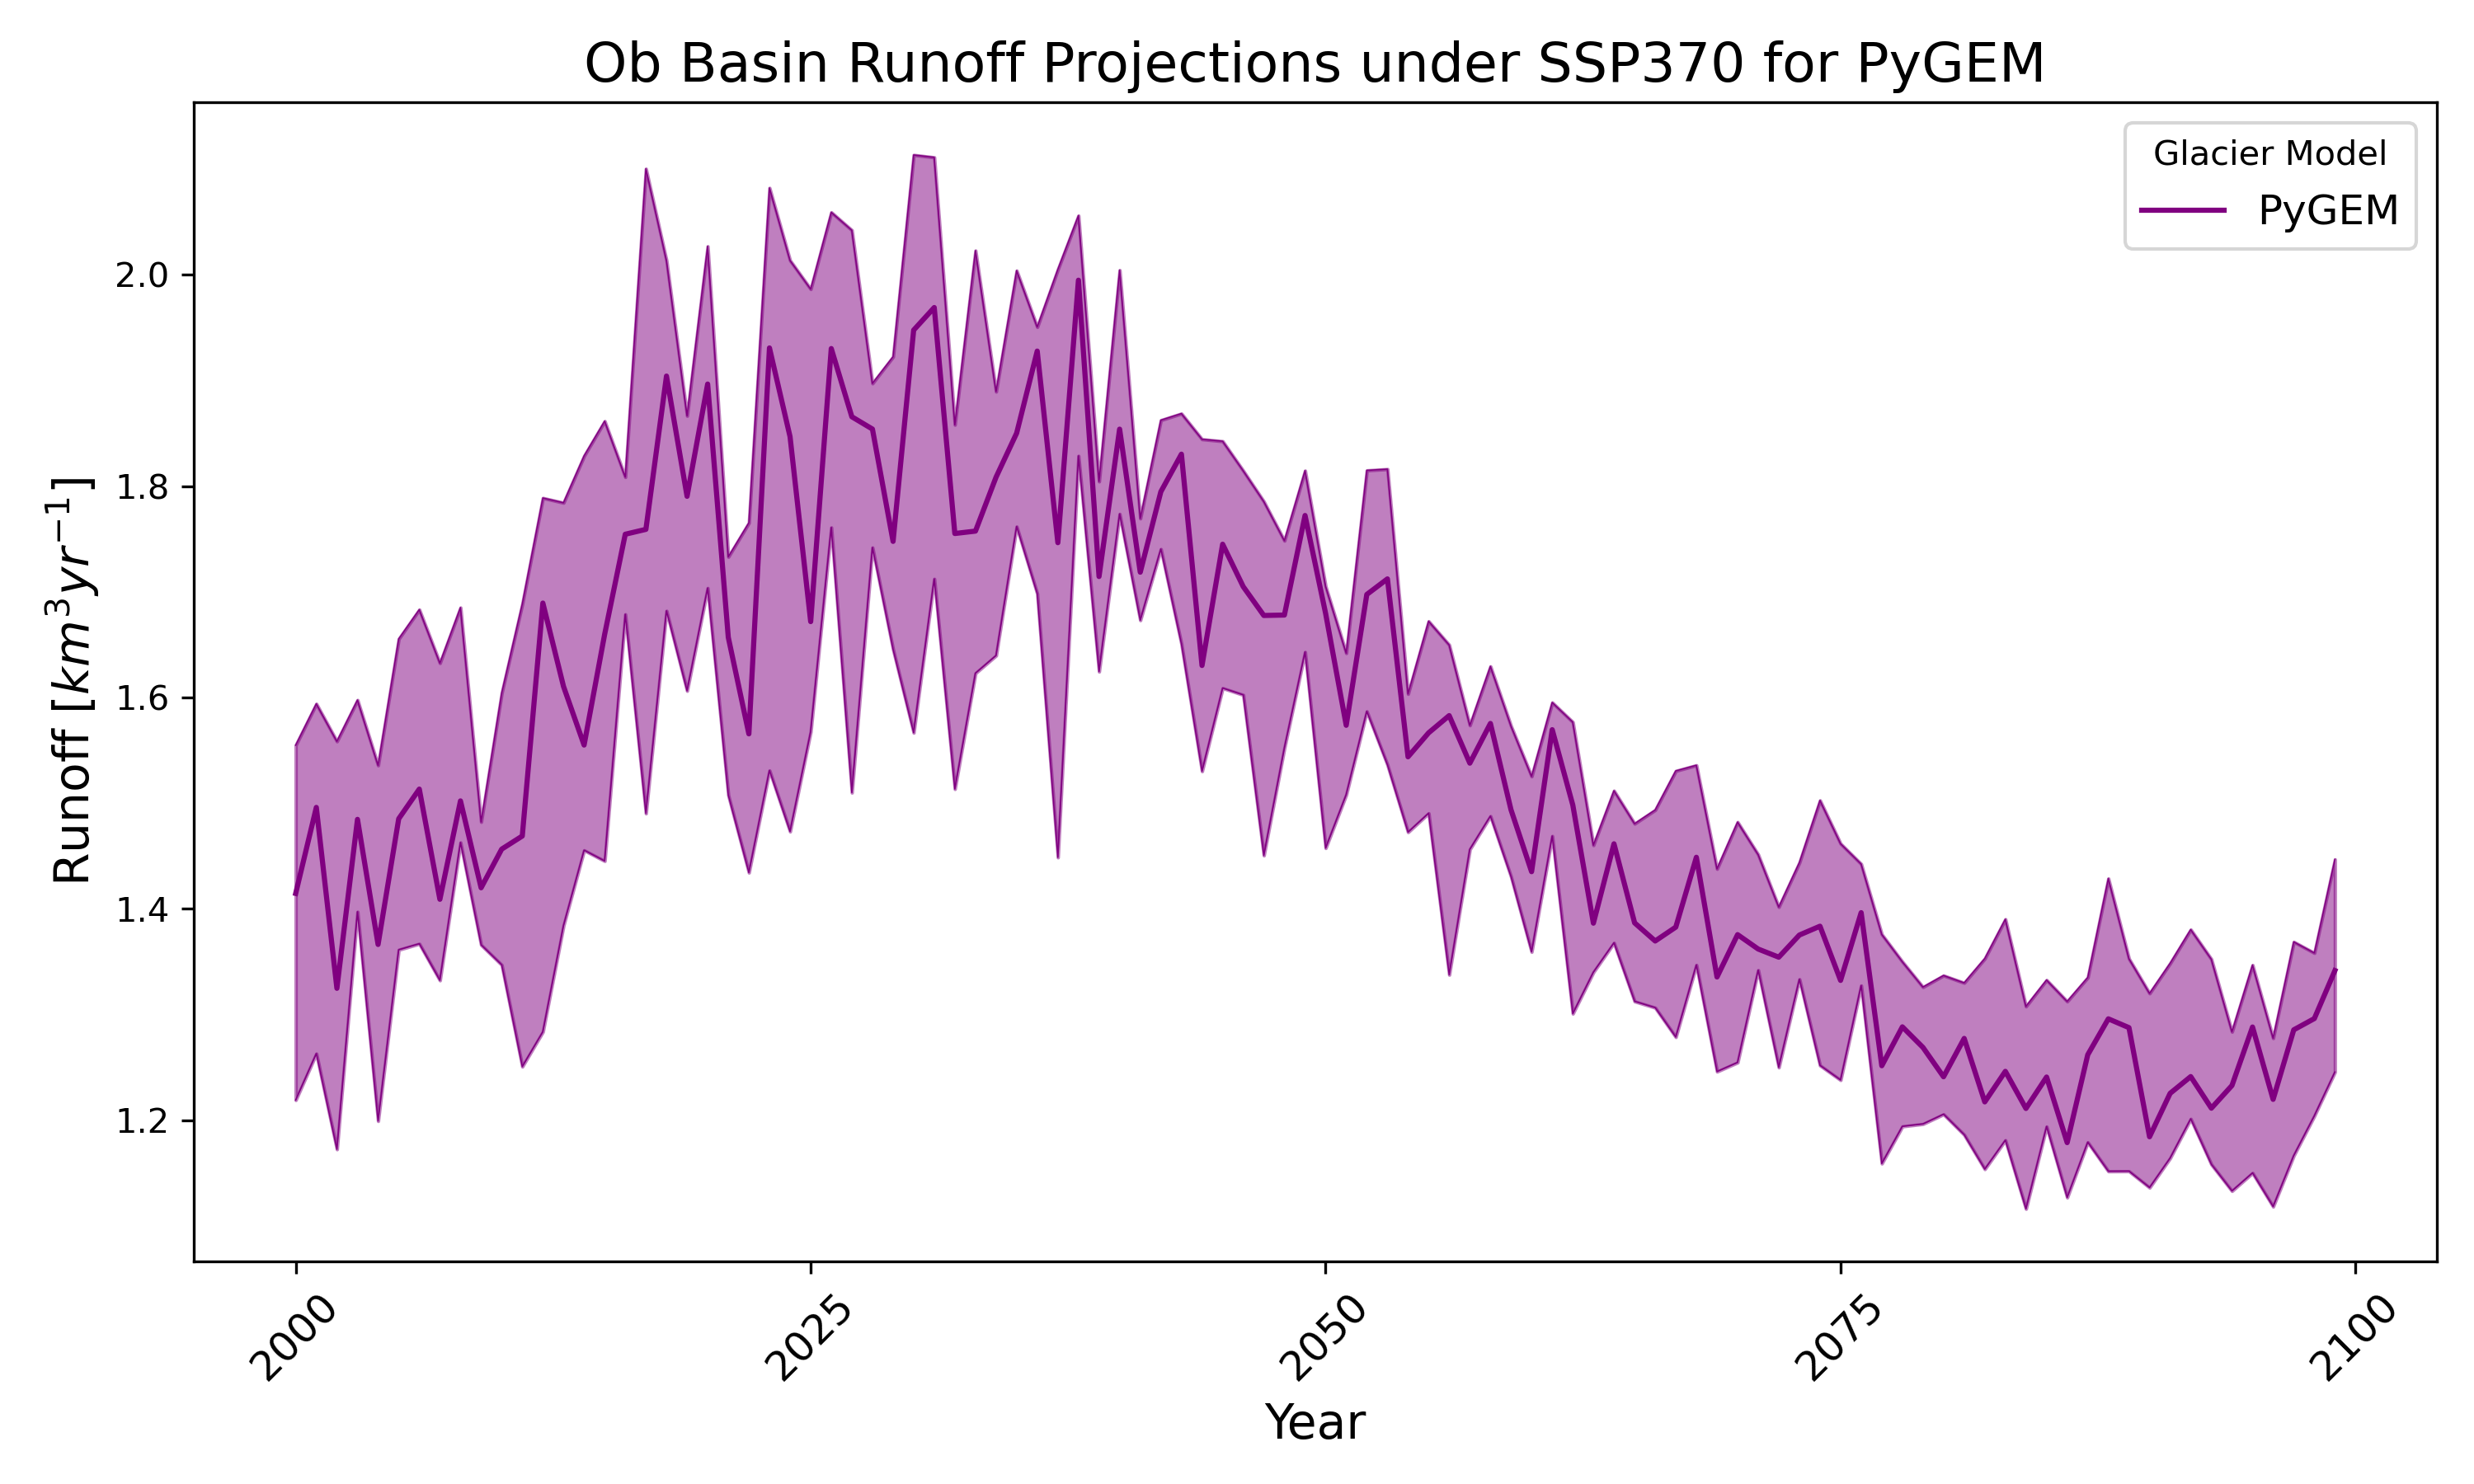 Ob Basin Runoff Projections under SSP370 for PyGEM
Glacier Model
PyGEM
Runoff [km³yr⁻¹]
2.0
1.8
1.6
1.4
1.2
2000
2025
2050
2075
2100
Year